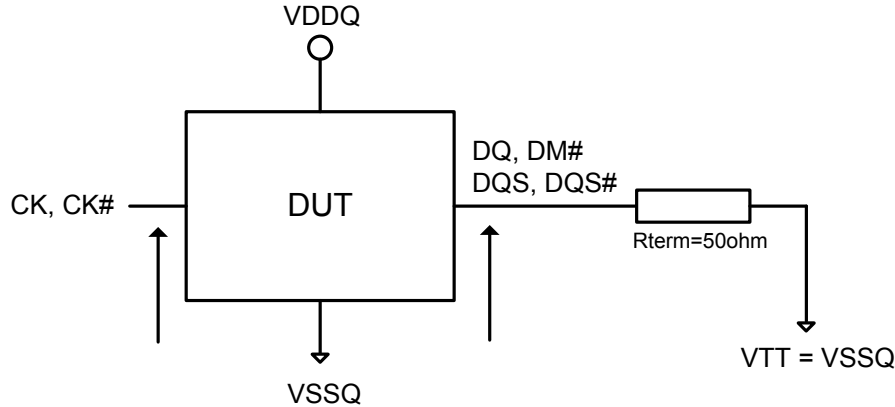 VDDQ
DQ, DM#
DQS, DQS#
CK, CK#
DUT
Rterm=50ohm
VTT = VSSQ
VSSQ